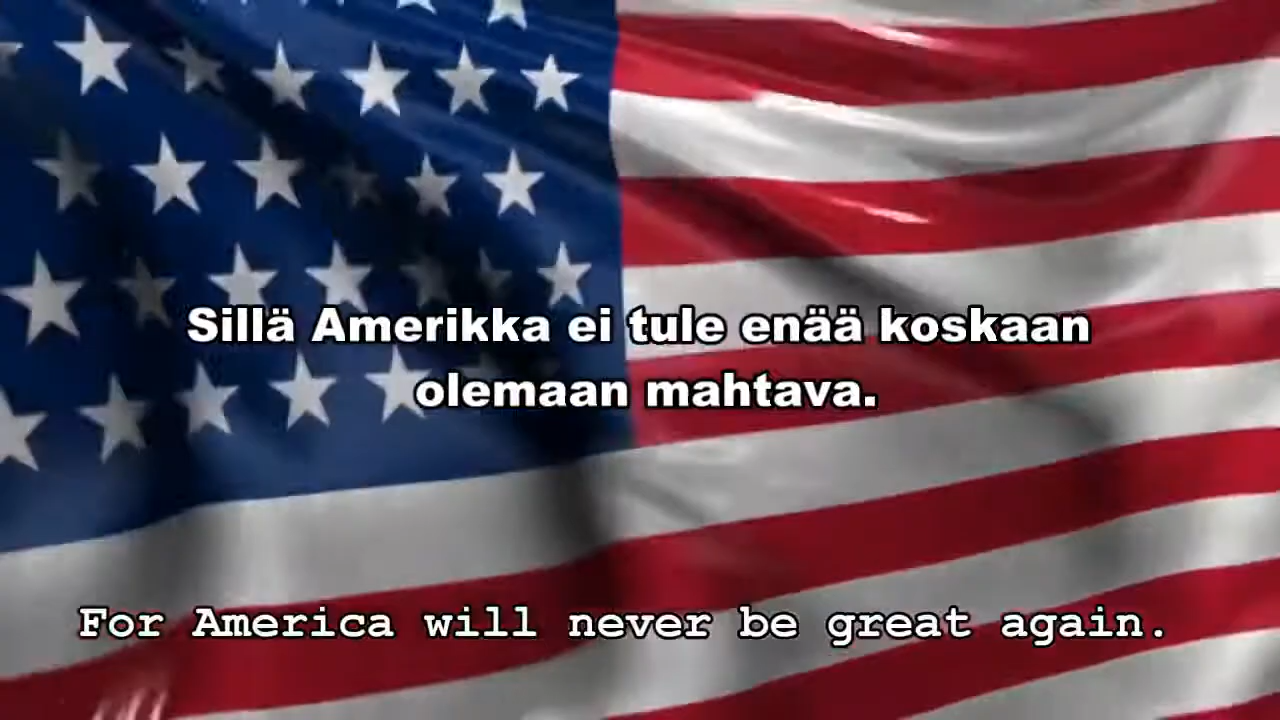 Sillä Amerikka ei tule enää koskaan
olemaan mahtava.
For America will never be great again.